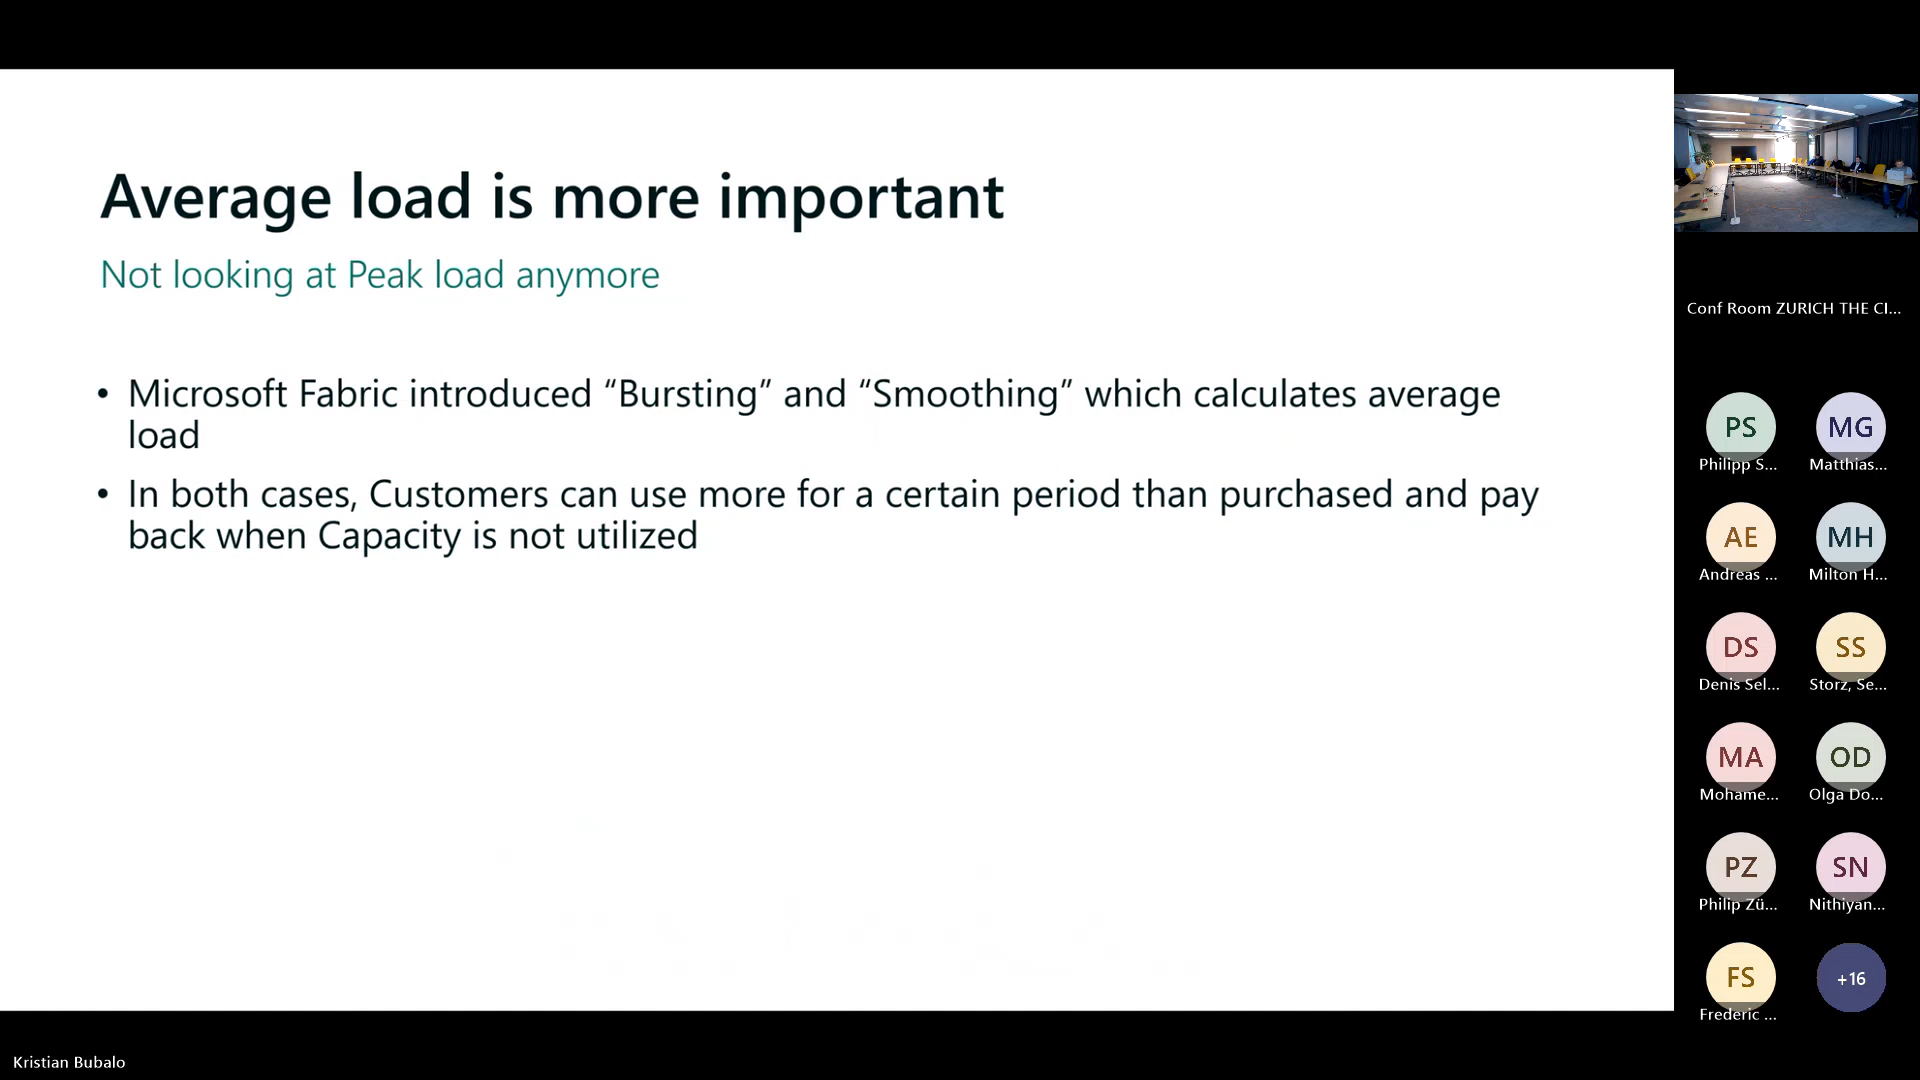 Average load is more important
Not looking at Peak load anymore
• Microsoft Fabric introduced “Bursting” and “Smoothing” which calculates average
load
• In both cases, Customers can use more for a certain period than purchased and pay
back when Capacity is not utilized
Conf Room ZURICH THE CI...
PS MG
Philipp S... Matthias...
AE MH
Andreas ... Milton H...
DS SS
Denis Sel... Storz, Se...
MA OD
Mohame... Olga Do...
PZ SN
Philip Zü... Nithiyan...
FS +16
Frederic ...
Kristian Bubalo